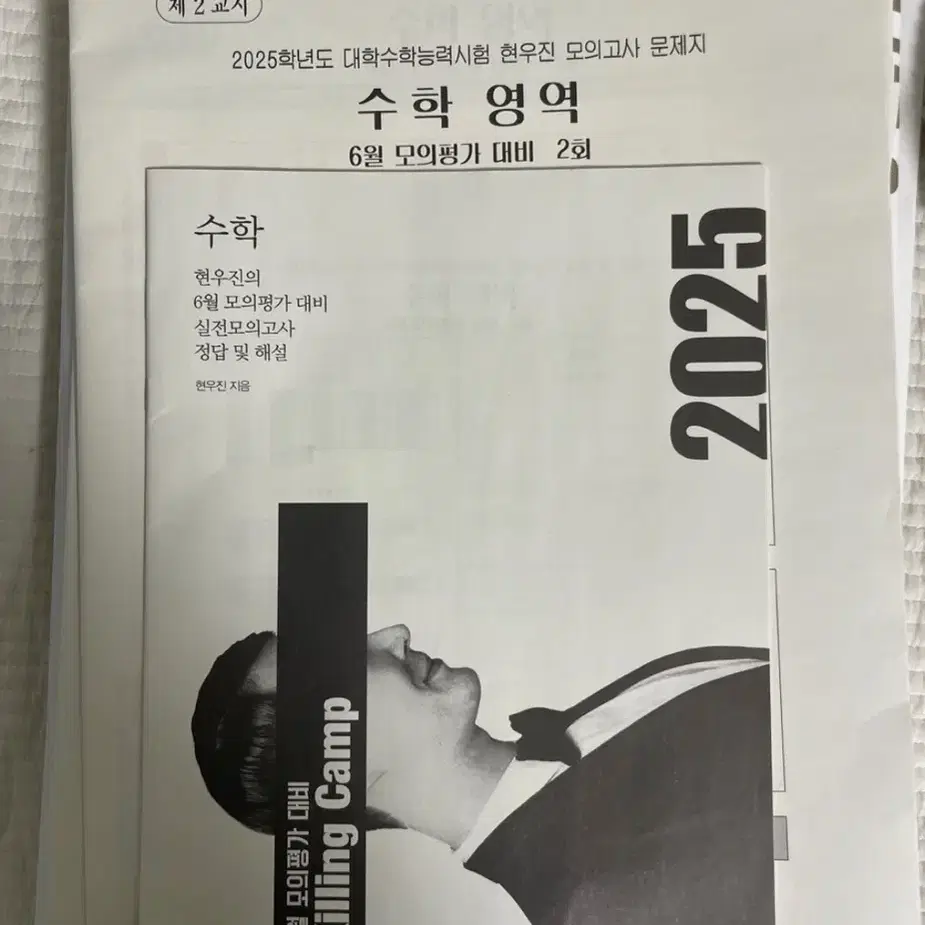 제 2 교시
2025학년도 대학수학능력시험 현우진 모의고사 문제지
수학 영역
6월 모의평가 대비 2회
수학
현우진의
6월 모의평가 대비
실전모의고사
정답 및 해설
현우진 지음
2025
모의평가 대비
Camp